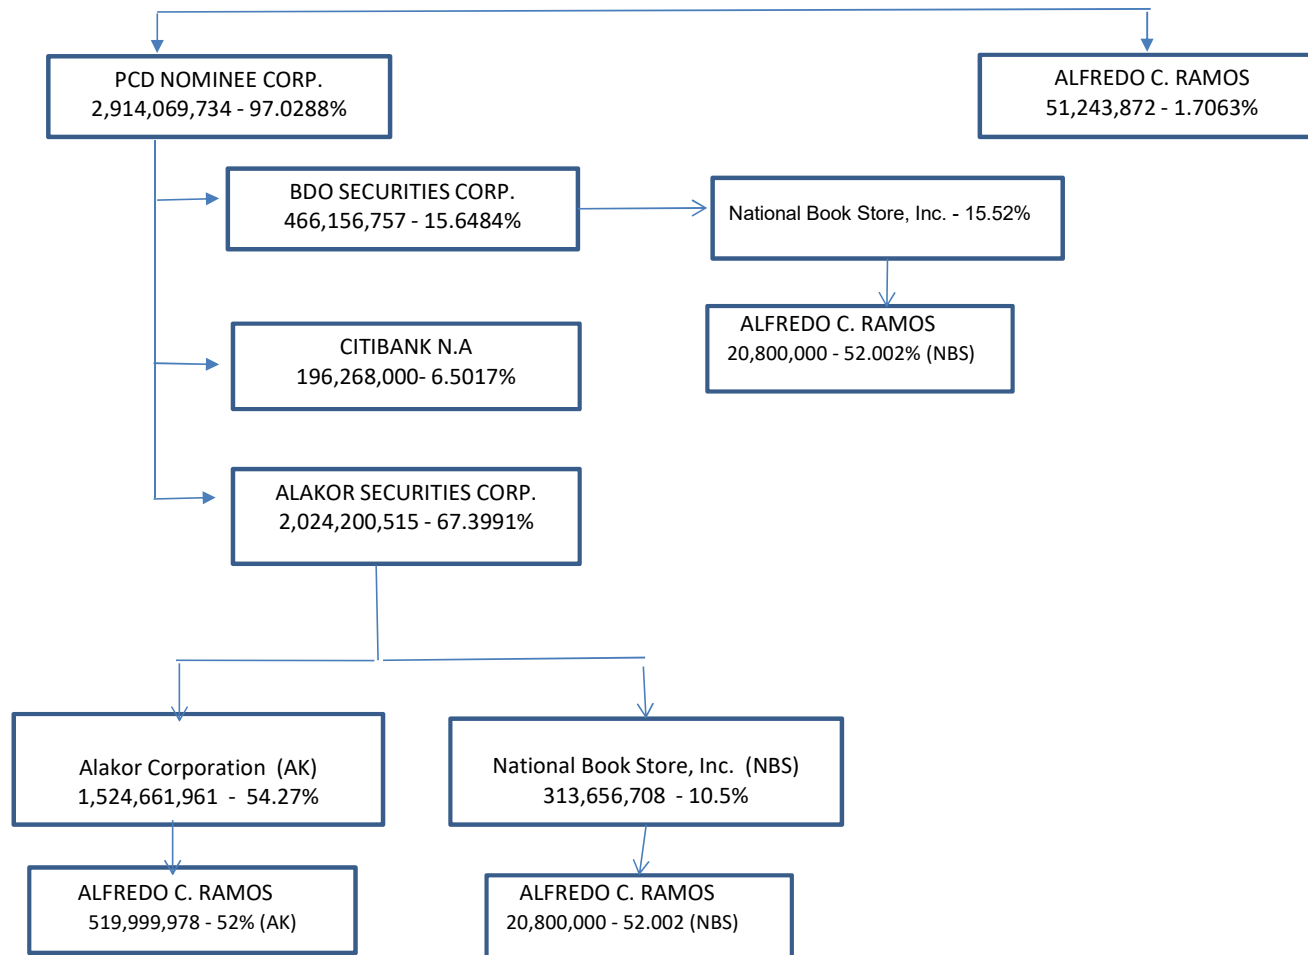 PCD NOMINEE CORP.
2,914,069,734 - 97.0288%
ALFREDO C. RAMOS
51,243,872 - 1.7063%
BDO SECURITIES CORP.
466,156,757 - 15.6484%
National Book Store, Inc. - 15.52%
ALFREDO C. RAMOS
20,800,000 - 52.002% (NBS)
CITIBANK N.A
196,268,000- 6.5017%
ALAKOR SECURITIES CORP.
2,024,200,515 - 67.3991%
Alakor Corporation (AK)
1,524,661,961 - 54.27%
National Book Store, Inc. (NBS)
313,656,708 - 10.5%
ALFREDO C. RAMOS
519,999,978 - 52% (AK)
ALFREDO C. RAMOS
20,800,000 - 52.002 (NBS)